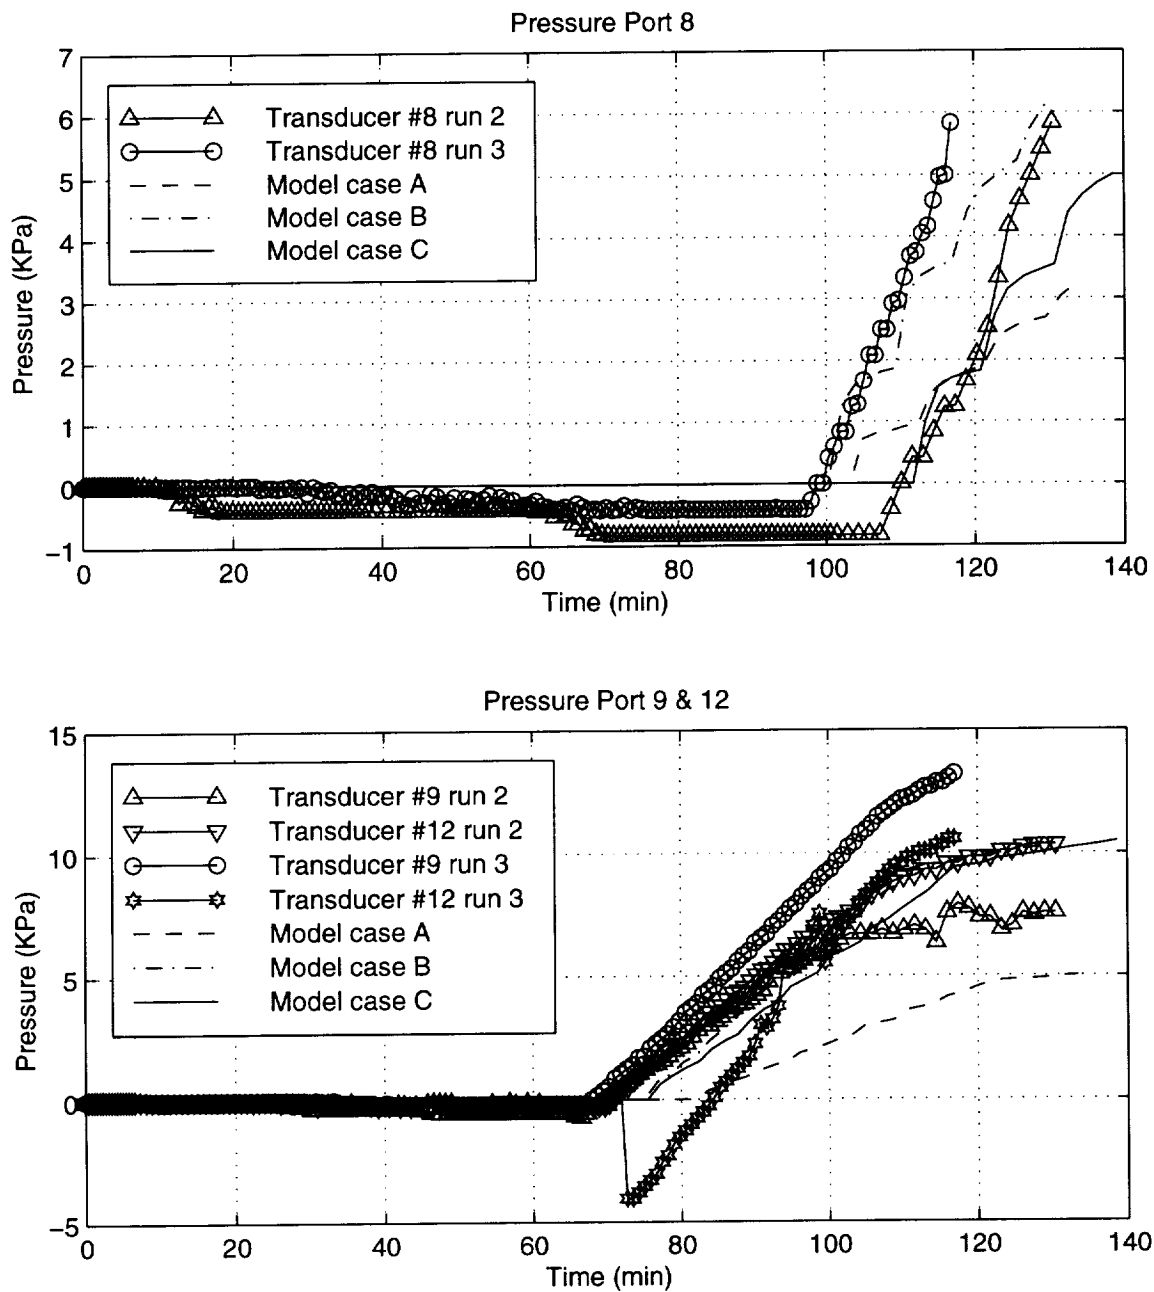 Pressure Port 8
7
6
5
4
3
2
1
0
−1
Pressure (KPa)
Transducer #8 run 2
Transducer #8 run 3
Model case A
Model case B
Model case C
0 20 40 60 80 100 120 140
Time (min)
Pressure Port 9 & 12
15
10
5
0
−5
Pressure (KPa)
Transducer #9 run 2
Transducer #12 run 2
Transducer #9 run 3
Transducer #12 run 3
Model case A
Model case B
Model case C
0 20 40 60 80 100 120 140
Time (min)